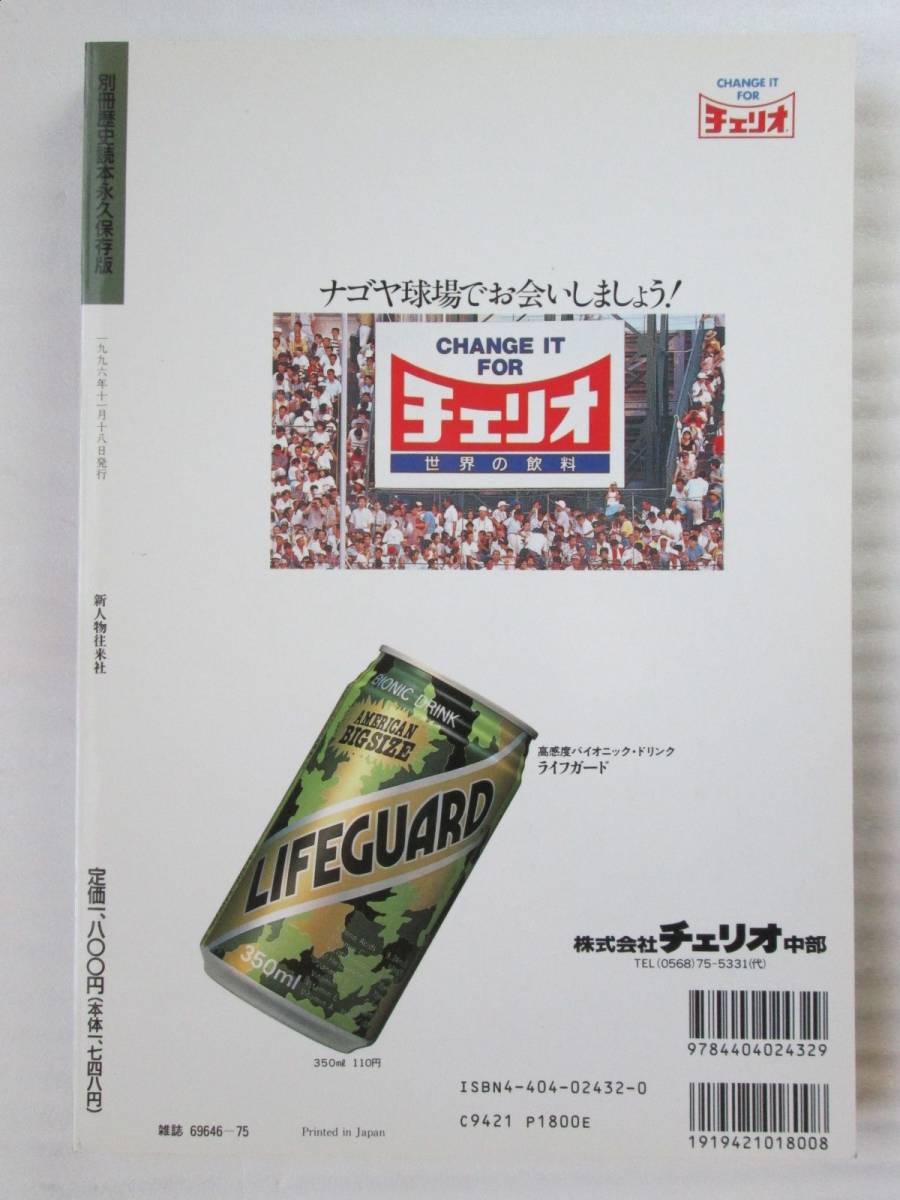 別冊歴史読本永久保存版
一九九六年十一月十八日発行
新人物往来社
定価一、八〇〇円(本体一、七四八円)
CHANGE IT
FOR
チェリオ
ナゴヤ球場でお会いしましょう!
CHANGE IT
FOR
チェリオ
世界の飲料
BIONIC DRINK
AMERICAN
BIG SIZE
LIFEGUARD
350ml
高感度バイオニック・ドリンク
ライフガード
350㎖ 110円
株式会社チェリオ中部
TEL(0568)75-5331(代)
9784404024329
ISBN4-404-02432-0
C9421 P1800E
1919421018008
雑誌 69646-75
Printed in Japan